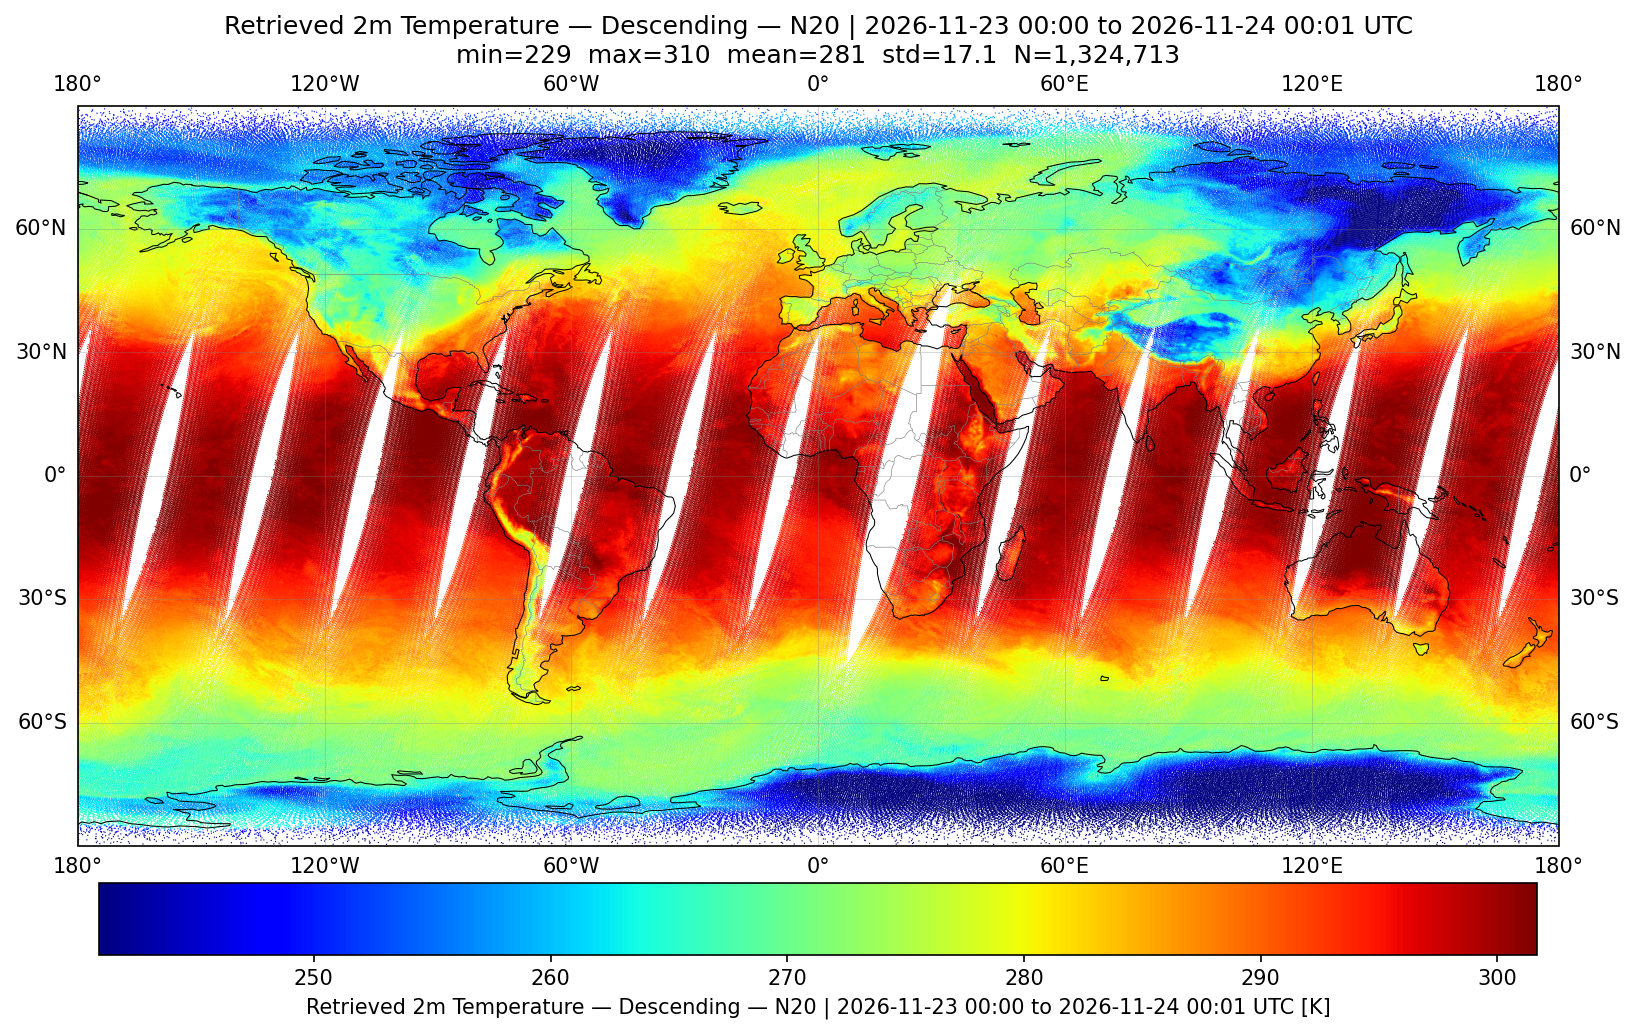 Retrieved 2m Temperature — Descending — N20 | 2026-11-23 00:00 to 2026-11-24 00:01 UTC
min=229  max=310  mean=281  std=17.1  N=1,324,713
180° 120°W 60°W 0° 60°E 120°E 180°
60°N 60°N
30°N 30°N
0° 0°
30°S 30°S
60°S 60°S
180° 120°W 60°W 0° 60°E 120°E 180°
250 260 270 280 290 300
Retrieved 2m Temperature — Descending — N20 | 2026-11-23 00:00 to 2026-11-24 00:01 UTC [K]